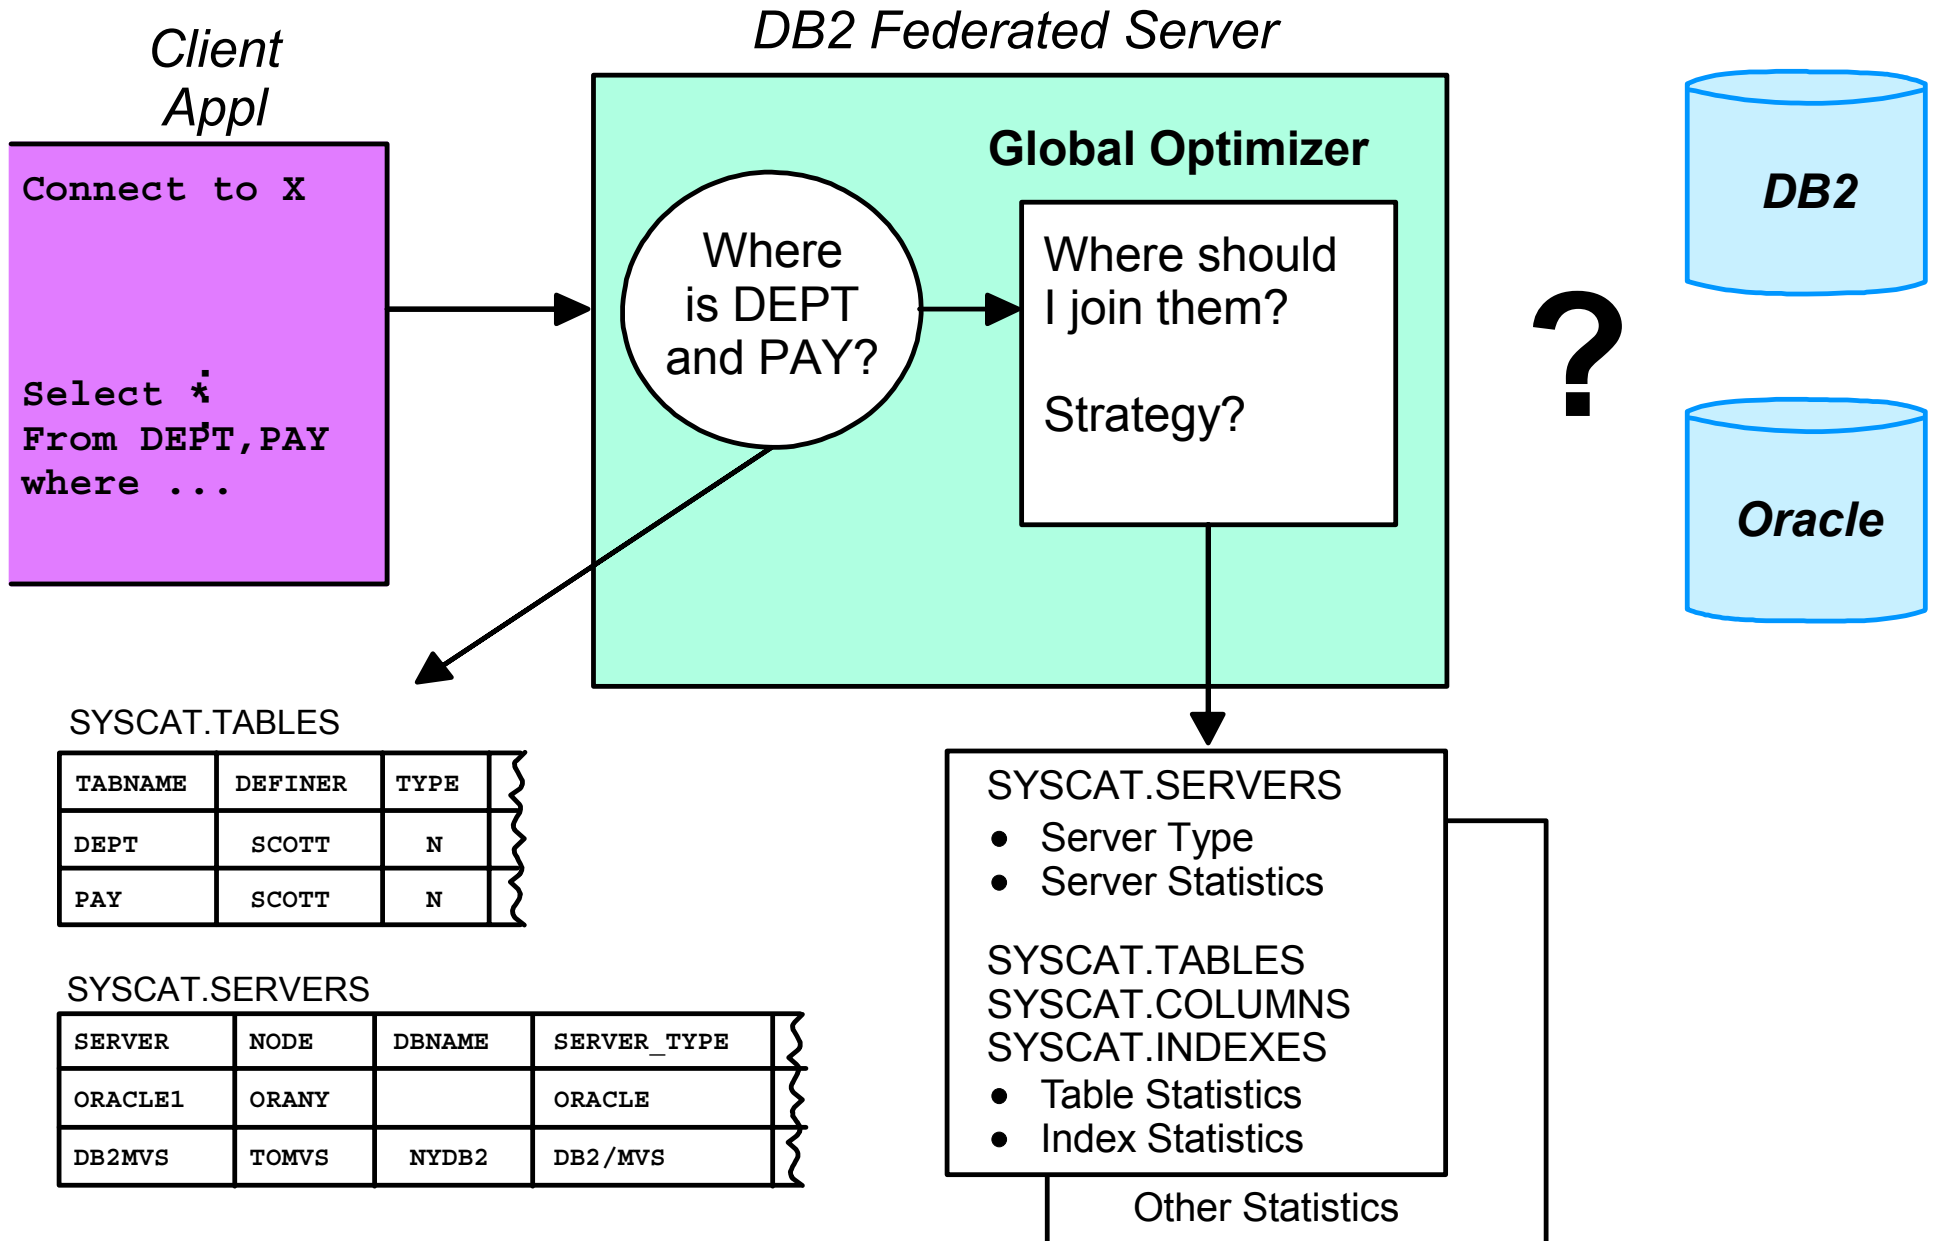 Client
Appl
DB2 Federated Server
Connect to X
Select *
From DEPT,PAY
where ...
Global Optimizer
Where
is DEPT
and PAY?
Where should
I join them?
Strategy?
?
DB2
Oracle
SYSCAT.TABLES
TABNAME DEFINER TYPE
DEPT SCOTT N
PAY SCOTT N
SYSCAT.SERVERS
SERVER NODE DBNAME SERVER_TYPE
ORACLE1 ORANY ORACLE
DB2MVS TOMVS NYDB2 DB2/MVS
SYSCAT.SERVERS
• Server Type
• Server Statistics
SYSCAT.TABLES
SYSCAT.COLUMNS
SYSCAT.INDEXES
• Table Statistics
• Index Statistics
Other Statistics